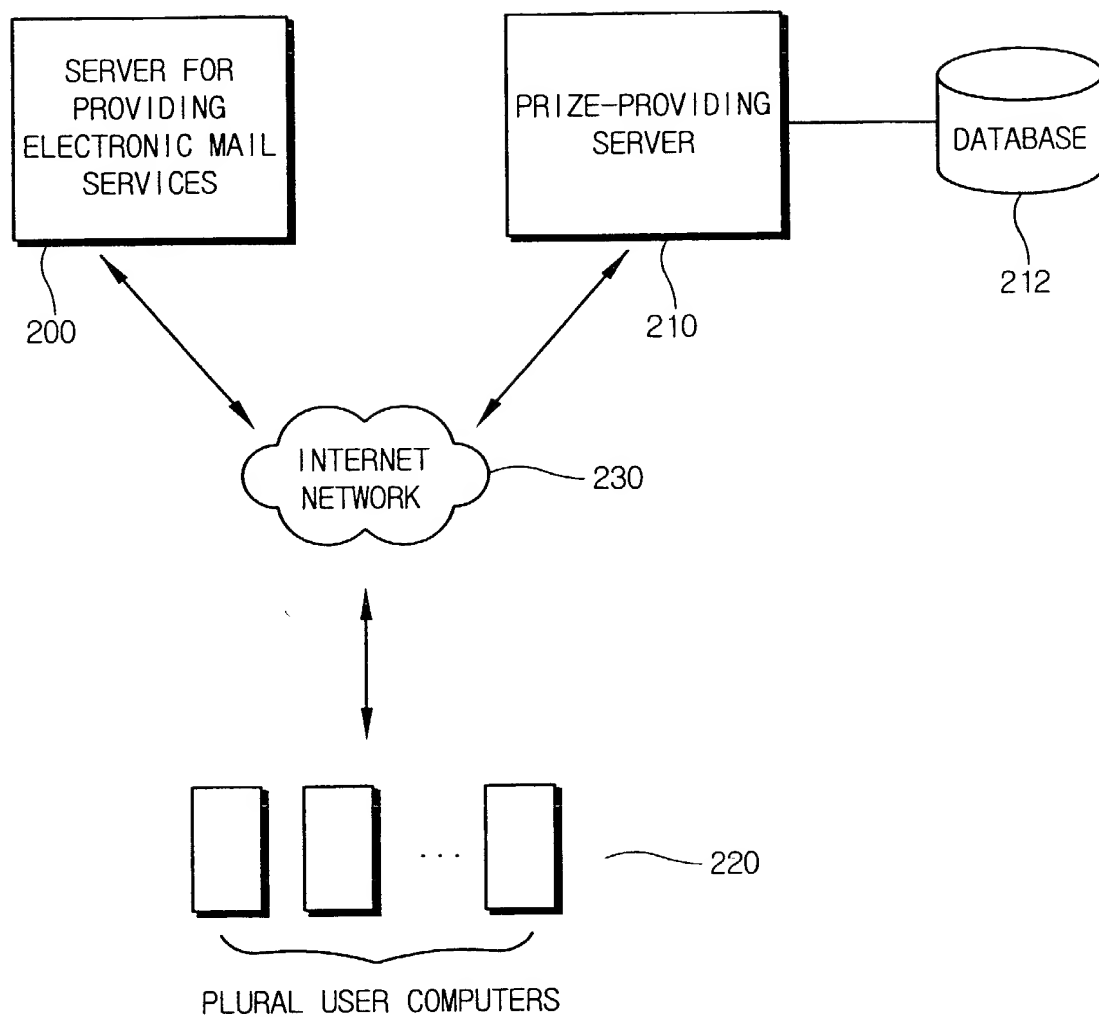 SERVER FOR
PROVIDING
ELECTRONIC MAIL
SERVICES
PRIZE-PROVIDING
SERVER
DATABASE
200
210
212
INTERNET
NETWORK
230
...
220
PLURAL USER COMPUTERS